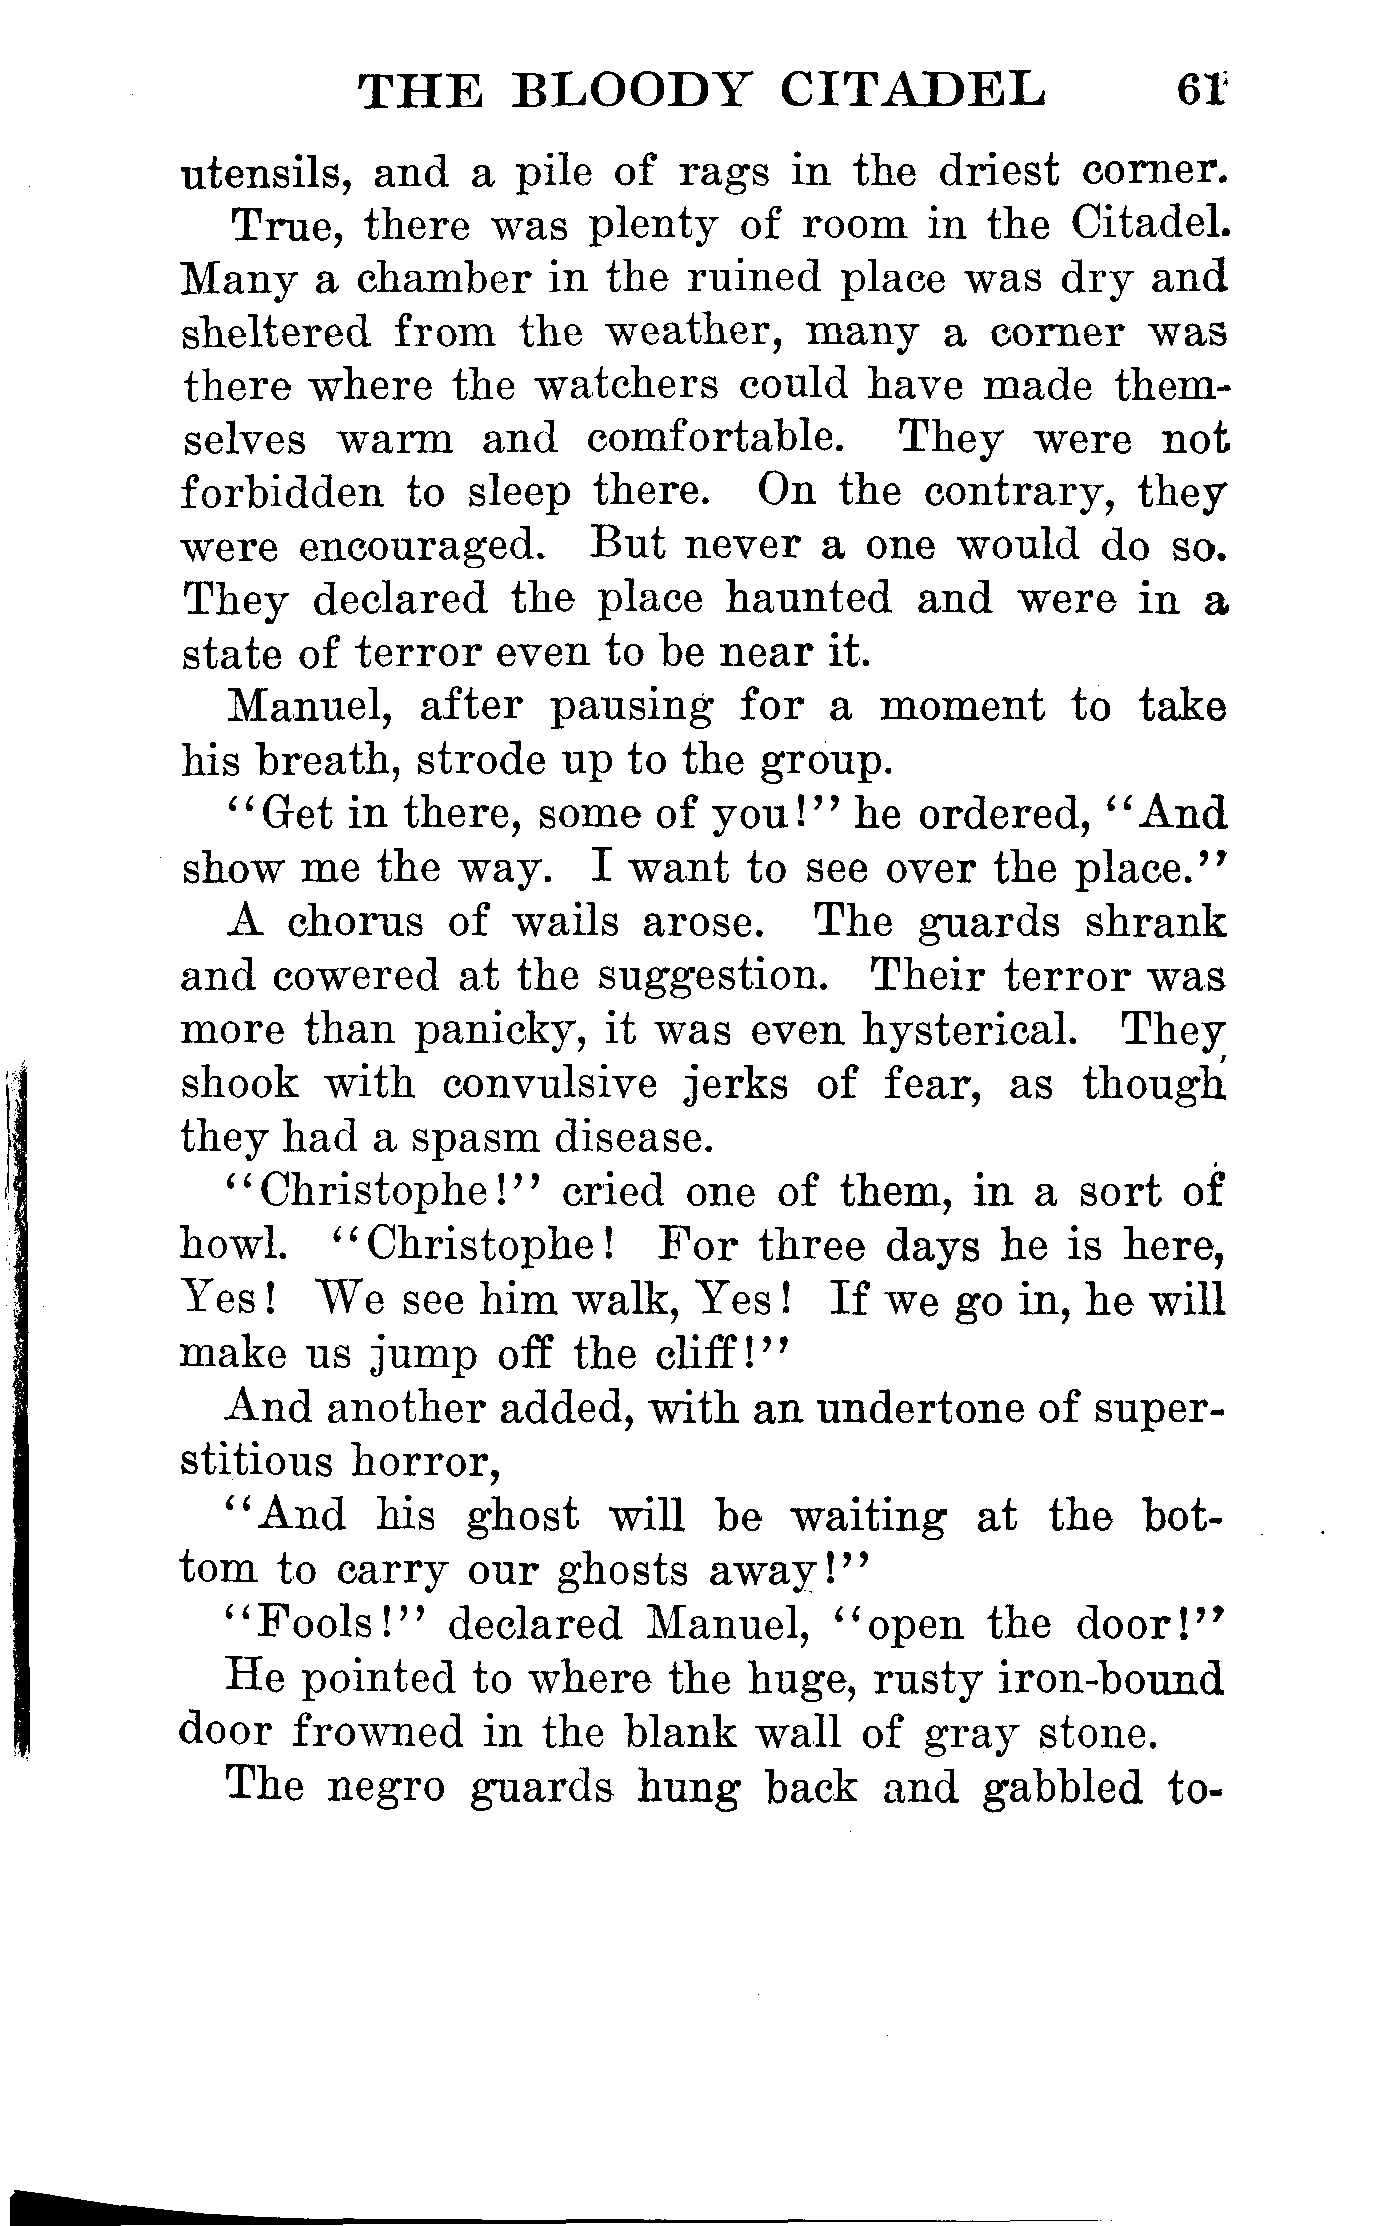 THE BLOODY CITADEL 61
utensils, and a pile of rags in the driest corner.
True, there was plenty of room in the Citadel.
Many a chamber in the ruined place was dry and
sheltered from the weather, many a corner was
there where the watchers could have made them-
selves warm and comfortable. They were not
forbidden to sleep there. On the contrary, they
were encouraged. But never a one would do so.
They declared the place haunted and were in a
state of terror even to be near it.
Manuel, after pausing for a moment to take
his breath, strode up to the group.
"Get in there, some of you!" he ordered, "And
show me the way. I want to see over the place."
A chorus of wails arose. The guards shrank
and cowered at the suggestion. Their terror was
more than panicky, it was even hysterical. They
shook with convulsive jerks of fear, as though
they had a spasm disease.
"Christophe!" cried one of them, in a sort of
howl. "Christophe! For three days he is here,
Yes! We see him walk, Yes! If we go in, he will
make us jump off the cliff!"
And another added, with an undertone of super-
stitious horror,
"And his ghost will be waiting at the bot-
tom to carry our ghosts away!"
"Fools!" declared Manuel, "open the door!"
He pointed to where the huge, rusty iron-bound
door frowned in the blank wall of gray stone.
The negro guards hung back and gabbled to-